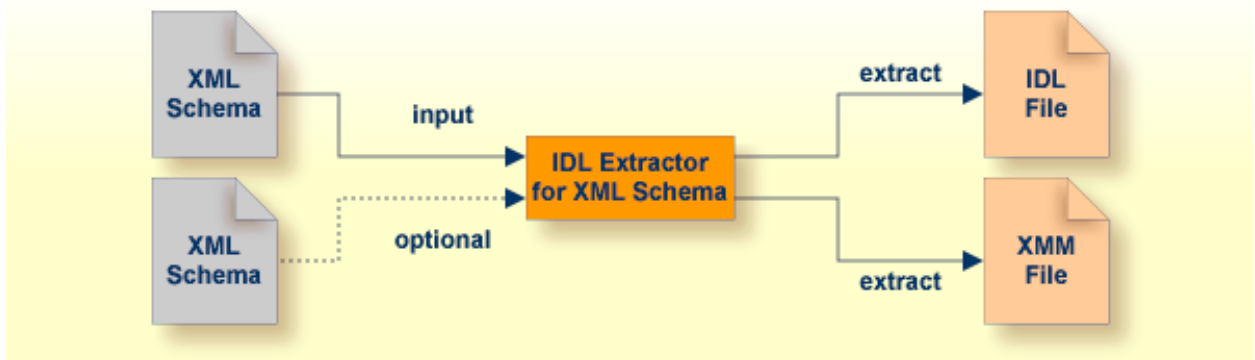 XML
Schema
input
XML
Schema
optional
IDL Extractor
for XML Schema
extract
IDL
File
extract
XMM
File